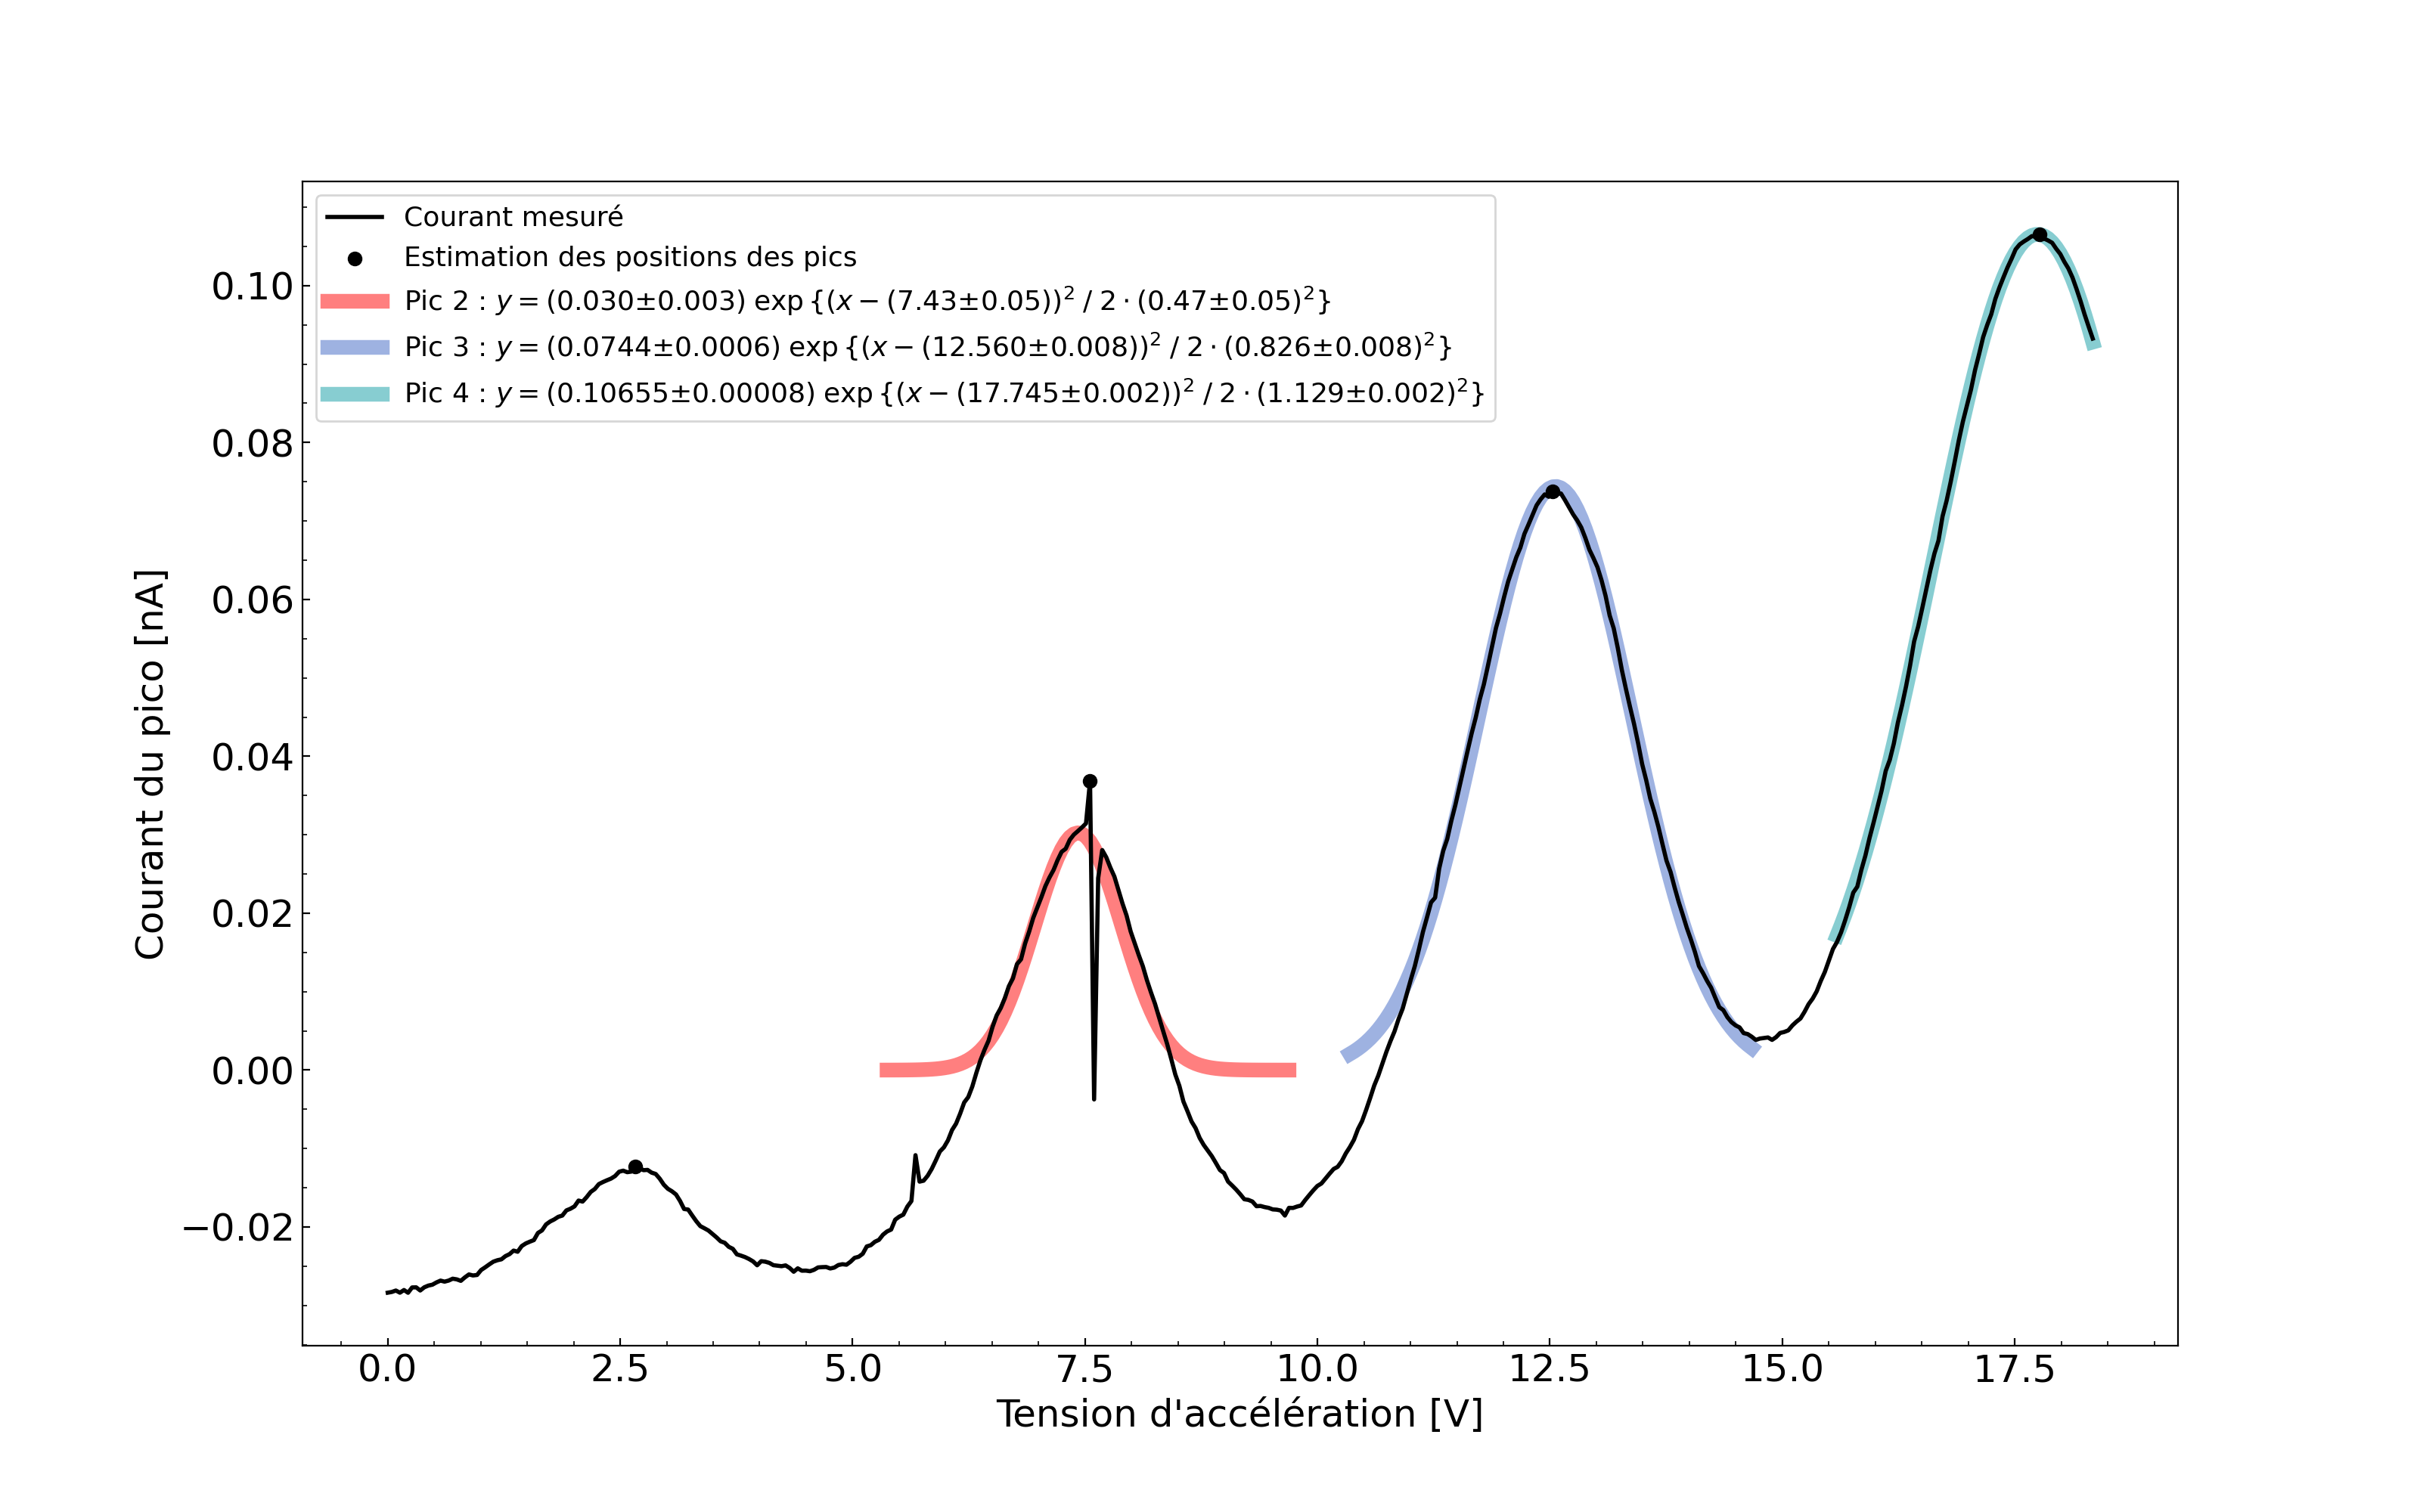 Courant mesuré
Estimation des positions des pics
Pic 2 : y = (0.030±0.003) exp {(x − (7.43±0.05))² / 2 · (0.47±0.05)²}
Pic 3 : y = (0.0744±0.0006) exp {(x − (12.560±0.008))² / 2 · (0.826±0.008)²}
Pic 4 : y = (0.10655±0.00008) exp {(x − (17.745±0.002))² / 2 · (1.129±0.002)²}
0.10
0.08
0.06
0.04
0.02
0.00
−0.02
Courant du pico [nA]
0.0 2.5 5.0 7.5 10.0 12.5 15.0 17.5
Tension d'accélération [V]